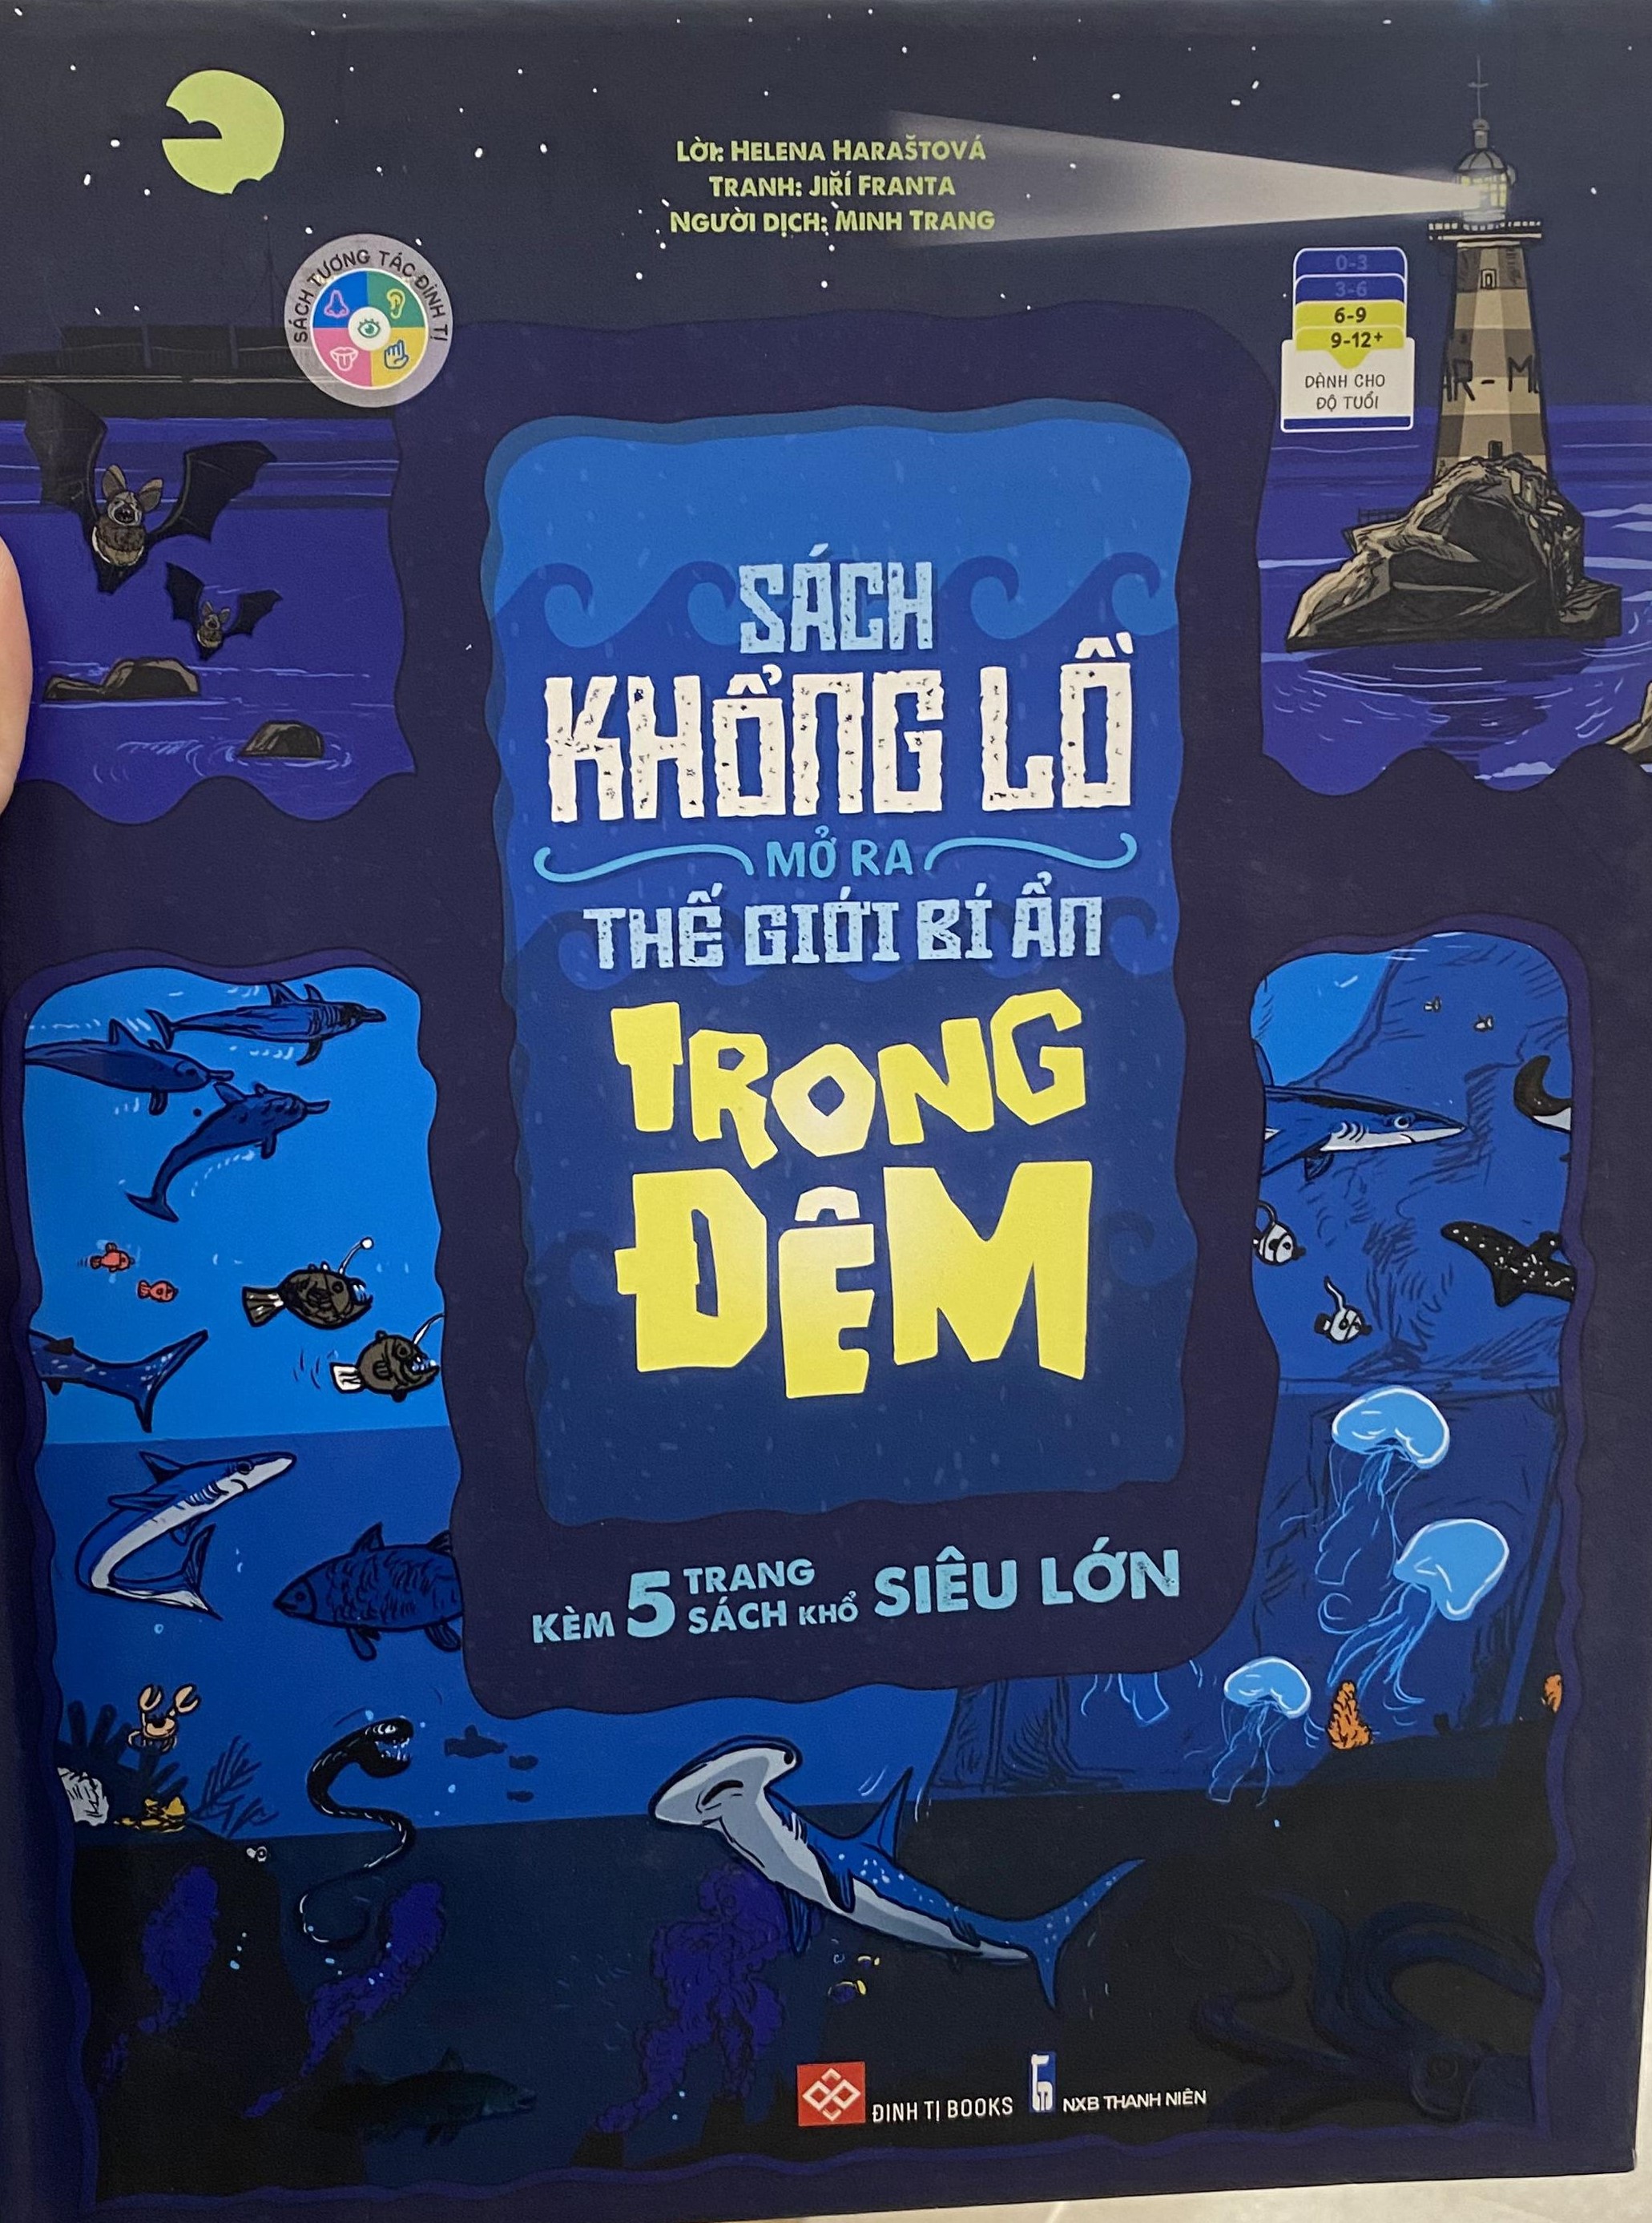 LỜI: HELENA HARAŠTOVÁ
TRANH: JIŘÍ FRANTA
NGƯỜI DỊCH: MINH TRANG
SÁCH TƯƠNG TÁC ĐINH TỊ
0-3
3-6
6-9
9-12+
DÀNH CHO
ĐỘ TUỔI
SÁCH
KHỔNG LỒ
MỞ RA
THẾ GIỚI BÍ ẨN
TRONG
ĐÊM
KÈM 5 TRANG
SÁCH KHỔ SIÊU LỚN
ĐINH TỊ BOOKS
NXB THANH NIÊN